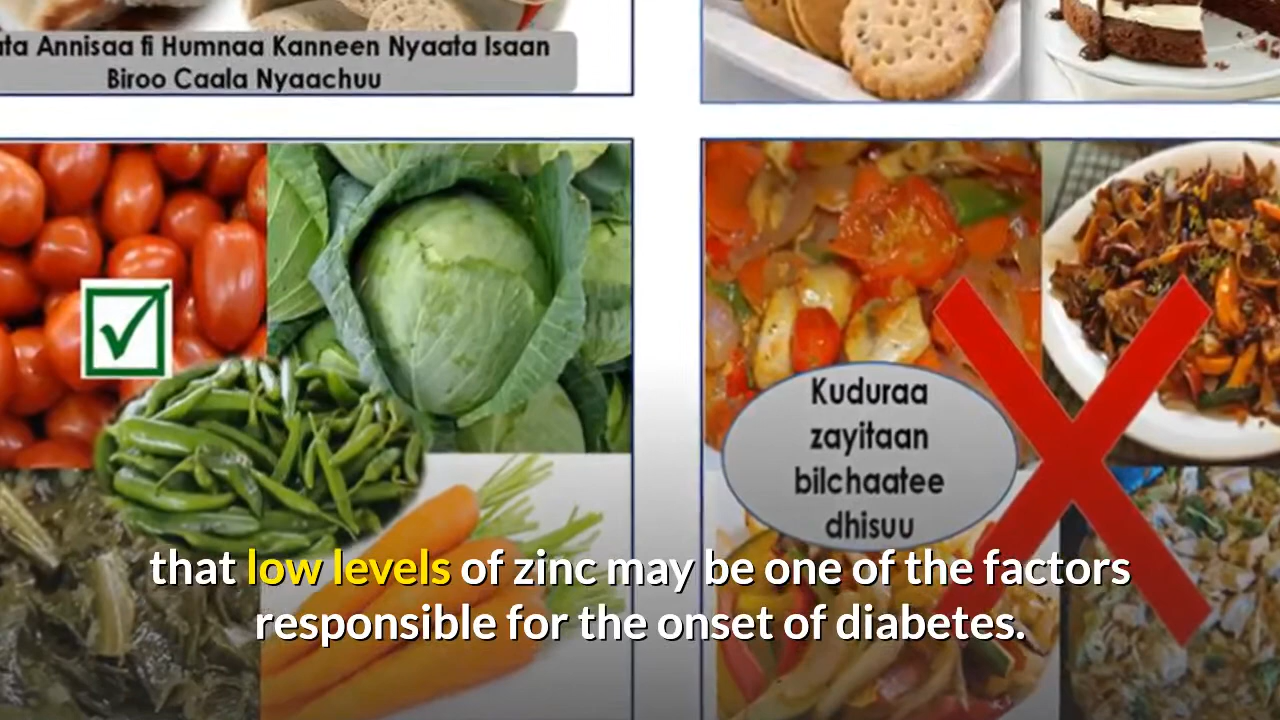 Annisaa fi Humnaa Kanneen Nyaata Isaan
Biroo Caala Nyaachuu
Kuduraa
zayitaan
bilchaatee
dhisuu
that low levels of zinc may be one of the factors
responsible for the onset of diabetes.